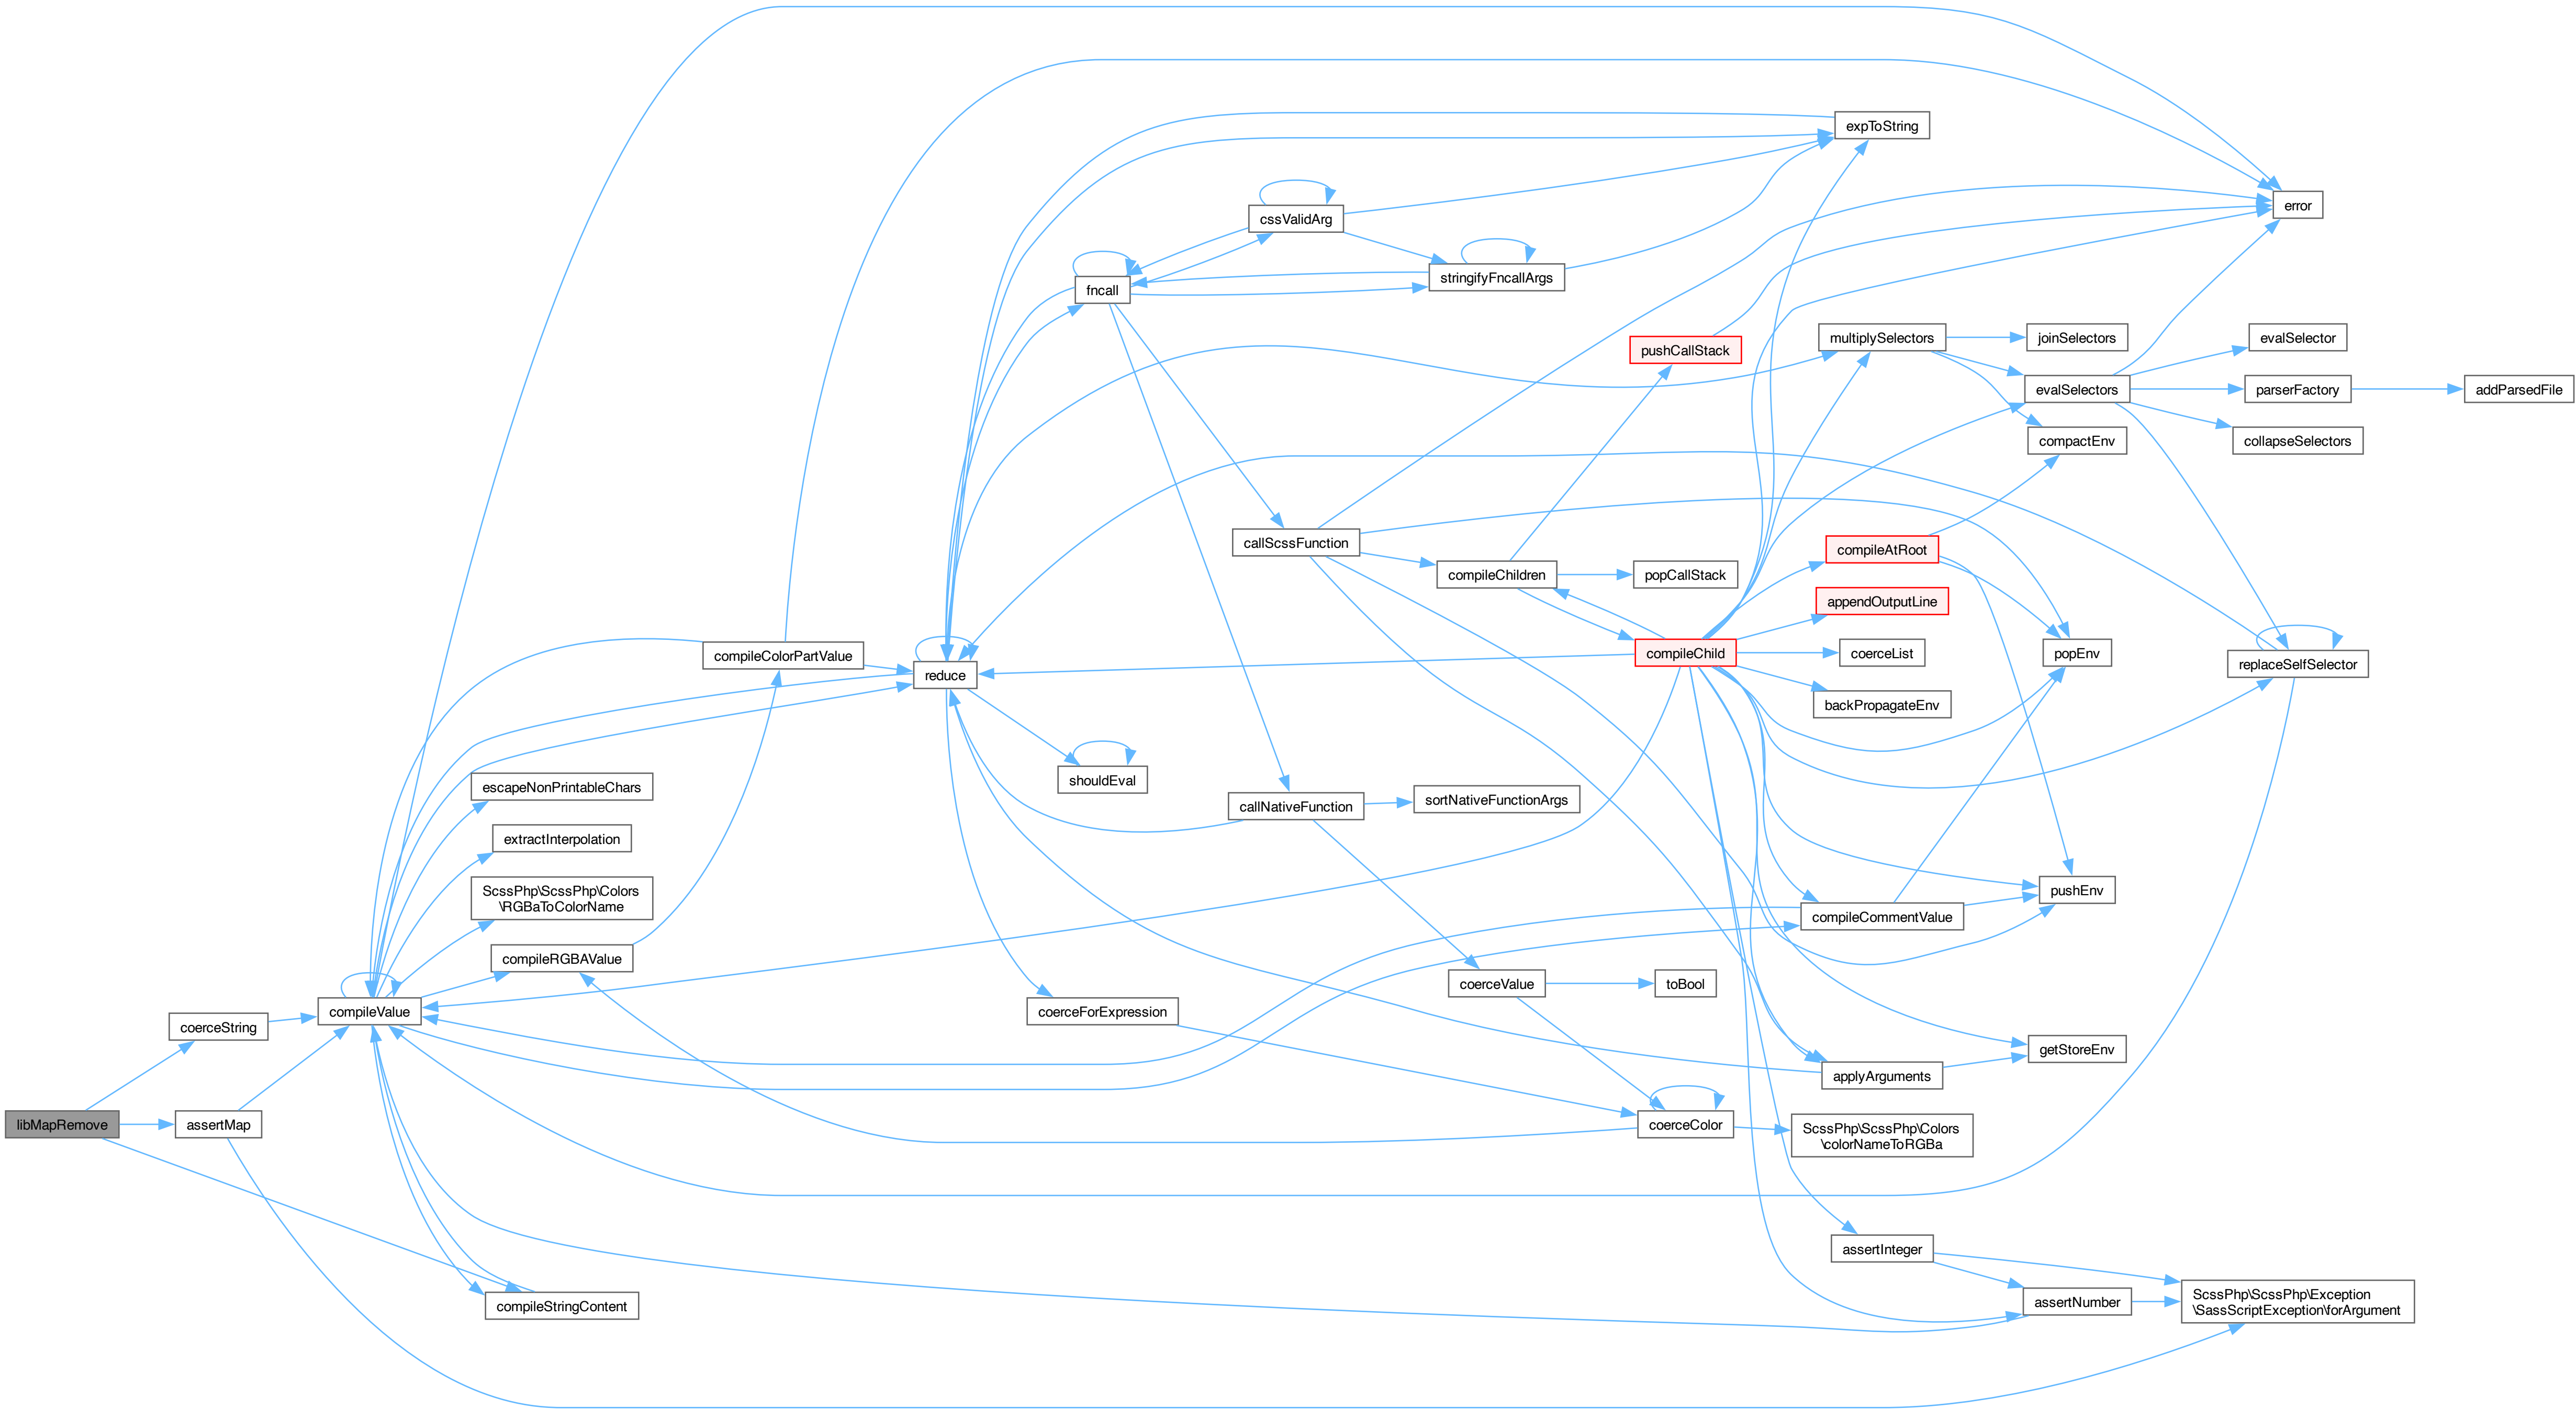 libMapRemove
coerceString
assertMap
compileValue
escapeNonPrintableChars
extractInterpolation
ScssPhp\ScssPhp\Colors
\RGBaToColorName
compileRGBAValue
compileStringContent
compileColorPartValue
reduce
fncall
shouldEval
coerceForExpression
cssValidArg
stringifyFncallArgs
callScssFunction
callNativeFunction
sortNativeFunctionArgs
compileChildren
coerceValue
pushCallStack
popCallStack
compileChild
toBool
coerceColor
expToString
multiplySelectors
compileAtRoot
appendOutputLine
coerceList
backPropagateEnv
compileCommentValue
applyArguments
ScssPhp\ScssPhp\Colors
\colorNameToRGBa
assertInteger
joinSelectors
evalSelectors
compactEnv
popEnv
pushEnv
getStoreEnv
assertNumber
error
evalSelector
parserFactory
collapseSelectors
replaceSelfSelector
ScssPhp\ScssPhp\Exception
\SassScriptException\forArgument
addParsedFile